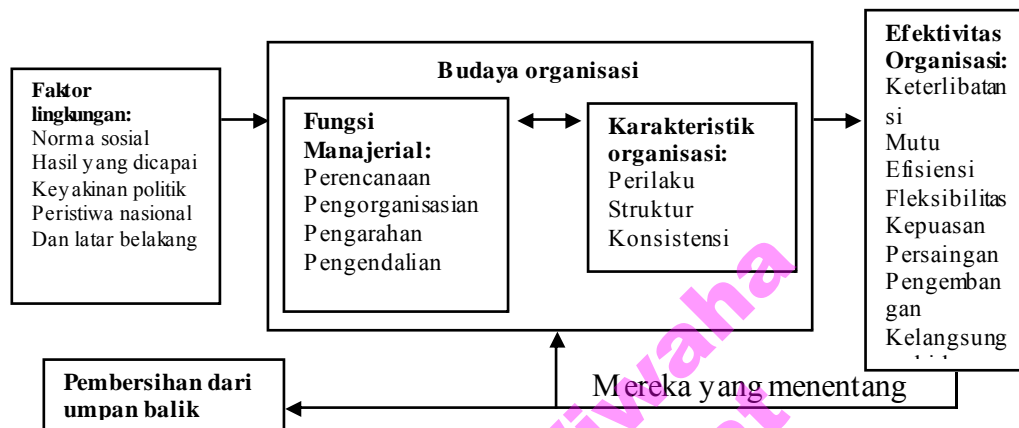 Faktor
lingkungan:
Norma sosial
Hasil yang dicapai
Keyakinan politik
Peristiwa nasional
Dan latar belakang
Budaya organisasi
Fungsi
Manajerial:
Perencanaan
Pengorganisasian
Pengarahan
Pengendalian
Karakteristik
organisasi:
Perilaku
Struktur
Konsistensi
Efektivitas
Organisasi:
Keterlibatan
si
Mutu
Efisiensi
Fleksibilitas
Kepuasan
Persaingan
Pengemban
gan
Kelangsung
Pembersihan dari
umpan balik
Mereka yang menentang